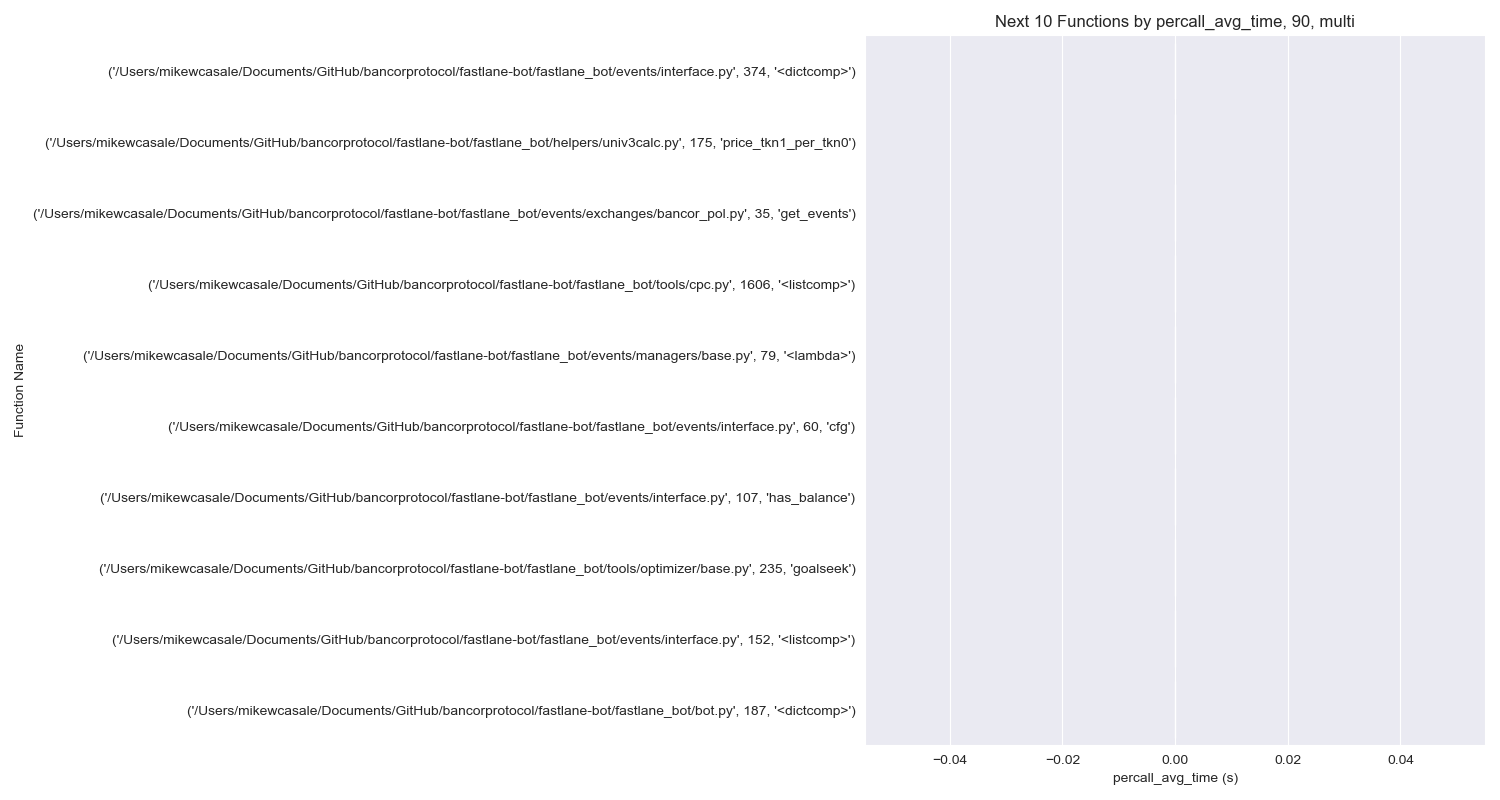 Next 10 Functions by percall_avg_time, 90, multi
('/Users/mikewcasale/Documents/GitHub/bancorprotocol/fastlane-bot/fastlane_bot/events/interface.py', 374, '<dictcomp>')
('/Users/mikewcasale/Documents/GitHub/bancorprotocol/fastlane-bot/fastlane_bot/helpers/univ3calc.py', 175, 'price_tkn1_per_tkn0')
('/Users/mikewcasale/Documents/GitHub/bancorprotocol/fastlane-bot/fastlane_bot/events/exchanges/bancor_pol.py', 35, 'get_events')
('/Users/mikewcasale/Documents/GitHub/bancorprotocol/fastlane-bot/fastlane_bot/tools/cpc.py', 1606, '<listcomp>')
('/Users/mikewcasale/Documents/GitHub/bancorprotocol/fastlane-bot/fastlane_bot/events/managers/base.py', 79, '<lambda>')
('/Users/mikewcasale/Documents/GitHub/bancorprotocol/fastlane-bot/fastlane_bot/events/interface.py', 60, 'cfg')
('/Users/mikewcasale/Documents/GitHub/bancorprotocol/fastlane-bot/fastlane_bot/events/interface.py', 107, 'has_balance')
('/Users/mikewcasale/Documents/GitHub/bancorprotocol/fastlane-bot/fastlane_bot/tools/optimizer/base.py', 235, 'goalseek')
('/Users/mikewcasale/Documents/GitHub/bancorprotocol/fastlane-bot/fastlane_bot/events/interface.py', 152, '<listcomp>')
('/Users/mikewcasale/Documents/GitHub/bancorprotocol/fastlane-bot/fastlane_bot/bot.py', 187, '<dictcomp>')
Function Name
−0.04 −0.02 0.00 0.02 0.04
percall_avg_time (s)